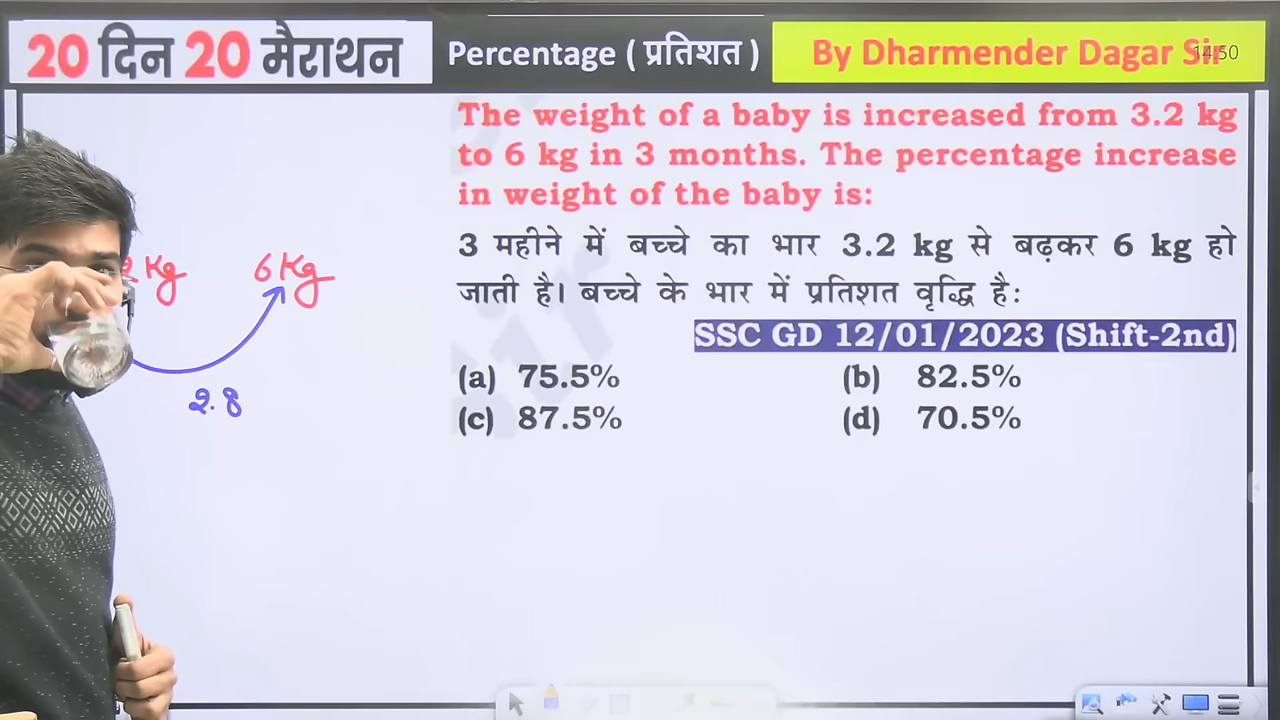 20 दिन 20 मैराथन
Percentage ( प्रतिशत )
By Dharmender Dagar Sir
14:50
The weight of a baby is increased from 3.2 kg
to 6 kg in 3 months. The percentage increase
in weight of the baby is:
3 महीने में बच्चे का भार 3.2 kg से बढ़कर 6 kg हो
जाती है। बच्चे के भार में प्रतिशत वृद्धि है:
SSC GD 12/01/2023 (Shift-2nd)
(a) 75.5% (b) 82.5%
(c) 87.5% (d) 70.5%
2 Kg 6 Kg
2.8